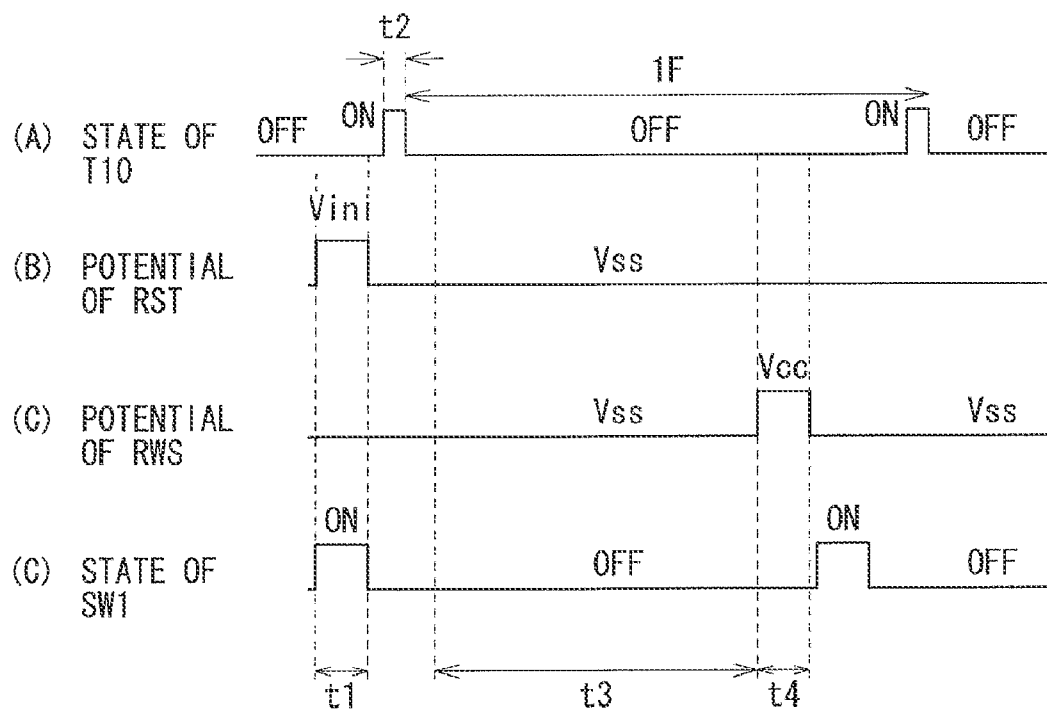 t2
1F
(A) STATE OF T10
OFF ON OFF ON OFF
Vini
(B) POTENTIAL OF RST
Vss
Vcc
(C) POTENTIAL OF RWS
Vss Vss
ON ON
(C) STATE OF SW1
OFF OFF
t1 t3 t4